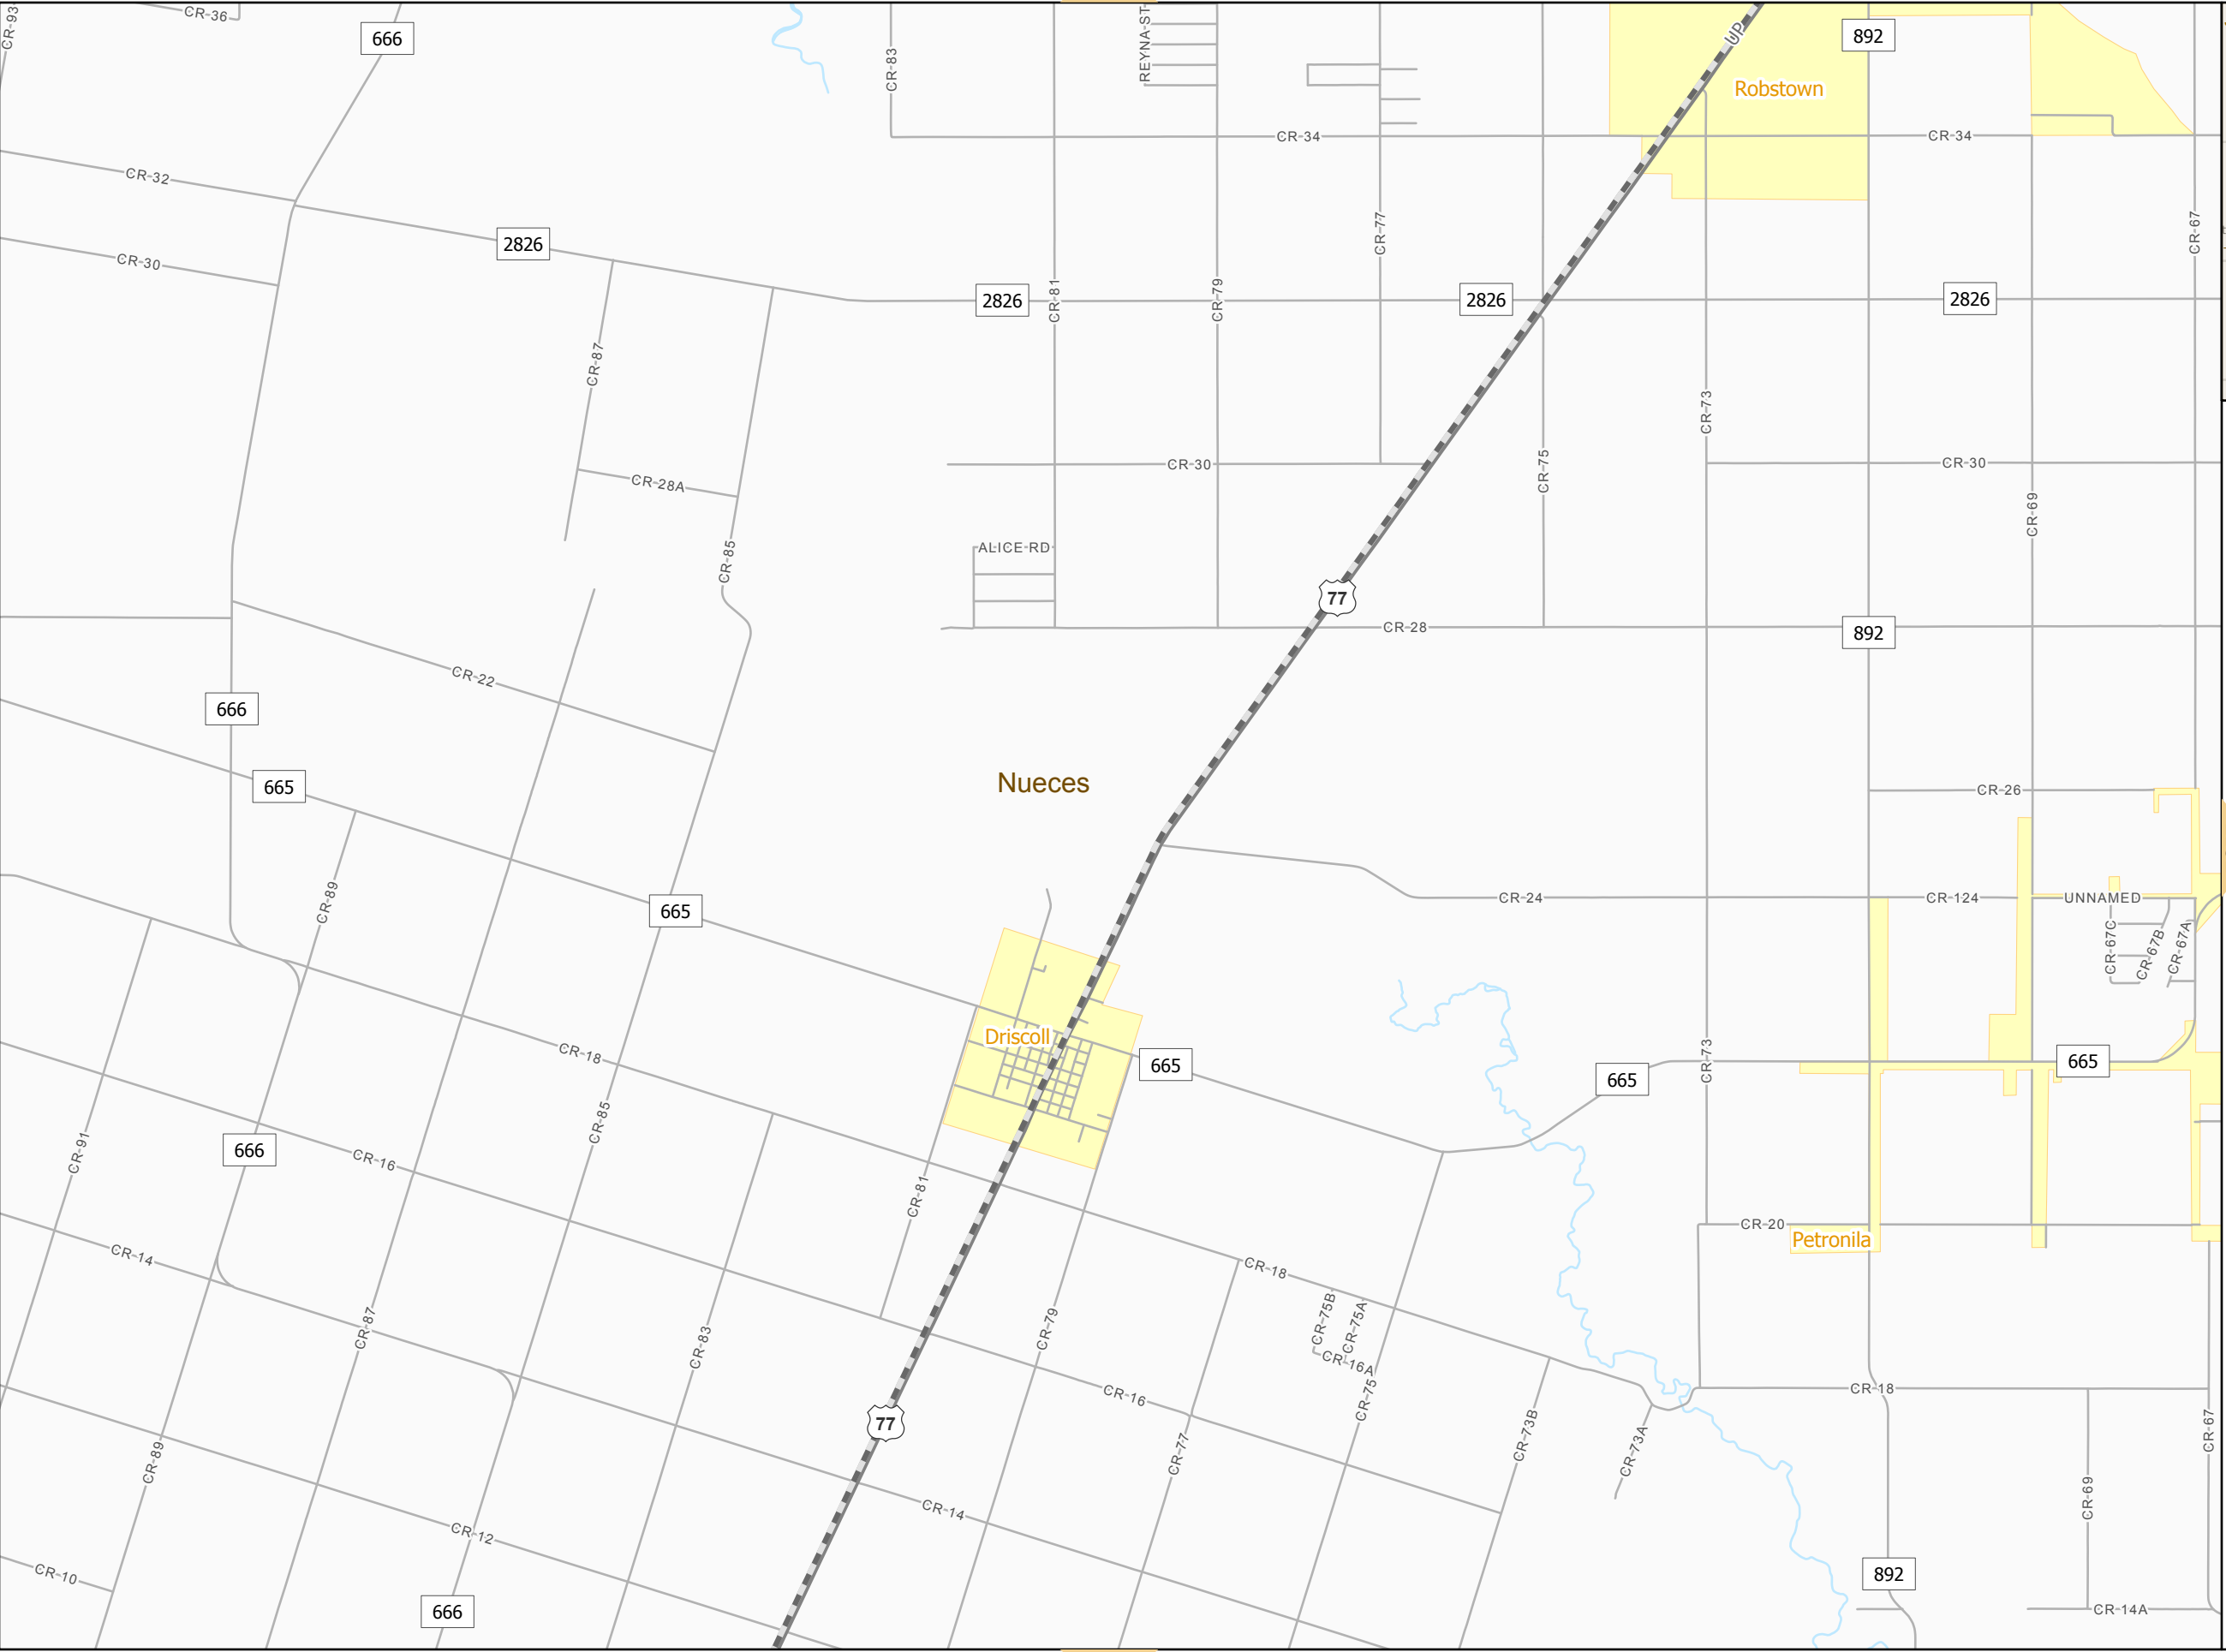 CR-93
CR-36
666
CR-83
REYNA-ST
UP
892
Robstown
CR-34
CR-34
CR-32
2826
CR-77
CR-67
CR-30
CR-81
CR-79
2826
2826
2826
CR-87
CR-73
CR-28A
CR-30
CR-75
CR-30
CR-69
ALICE RD
CR-85
77
CR-28
892
CR-22
666
665
Nueces
CR-26
CR-89
665
CR-24
CR-124
UNNAMED
CR-67C
CR-67B
CR-67A
Driscoll
CR-18
665
665
CR-73
665
CR-85
CR-91
666
CR-16
CR-81
CR-20
Petronila
CR-14
CR-18
CR-87
CR-83
CR-79
CR-75B
CR-75A
CR-16A
CR-16
CR-75
CR-18
77
CR-77
CR-73B
CR-73A
CR-67
CR-89
CR-14
CR-69
CR-12
CR-10
892
666
CR-14A